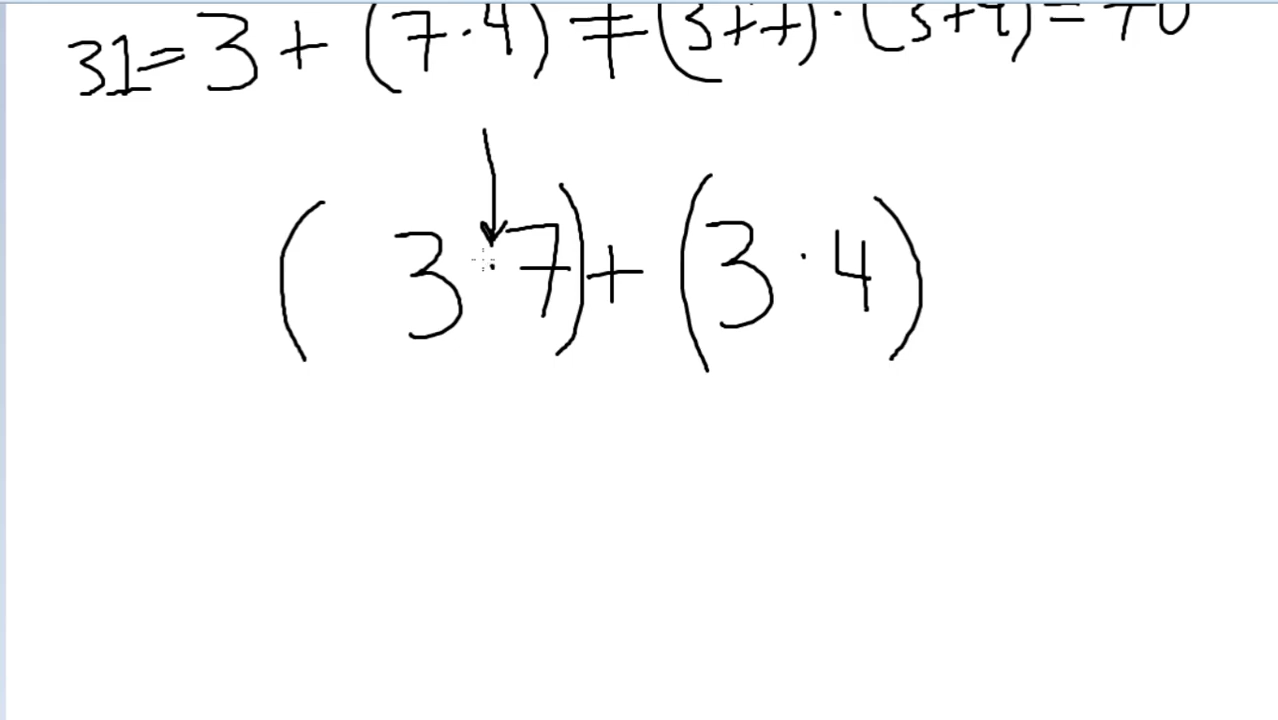 31 = 3 + (7 · 4) ≠ (3 + 7) · (3 + 4) = 70
(3 · 7) + (3 · 4)